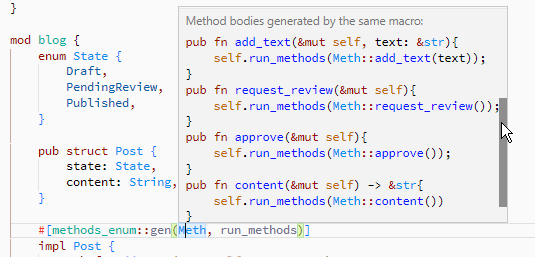 }
mod blog {
enum State {
Draft,
PendingReview,
Published,
}
pub struct Post {
state: State,
content: String,
}
#[methods_enum::gen(Meth, run_methods)]
impl Post {
Method bodies generated by the same macro:
pub fn add_text(&mut self, text: &str){
self.run_methods(Meth::add_text(text));
}
pub fn request_review(&mut self){
self.run_methods(Meth::request_review());
}
pub fn approve(&mut self){
self.run_methods(Meth::approve());
}
pub fn content(&mut self) -> &str{
self.run_methods(Meth::content())
}